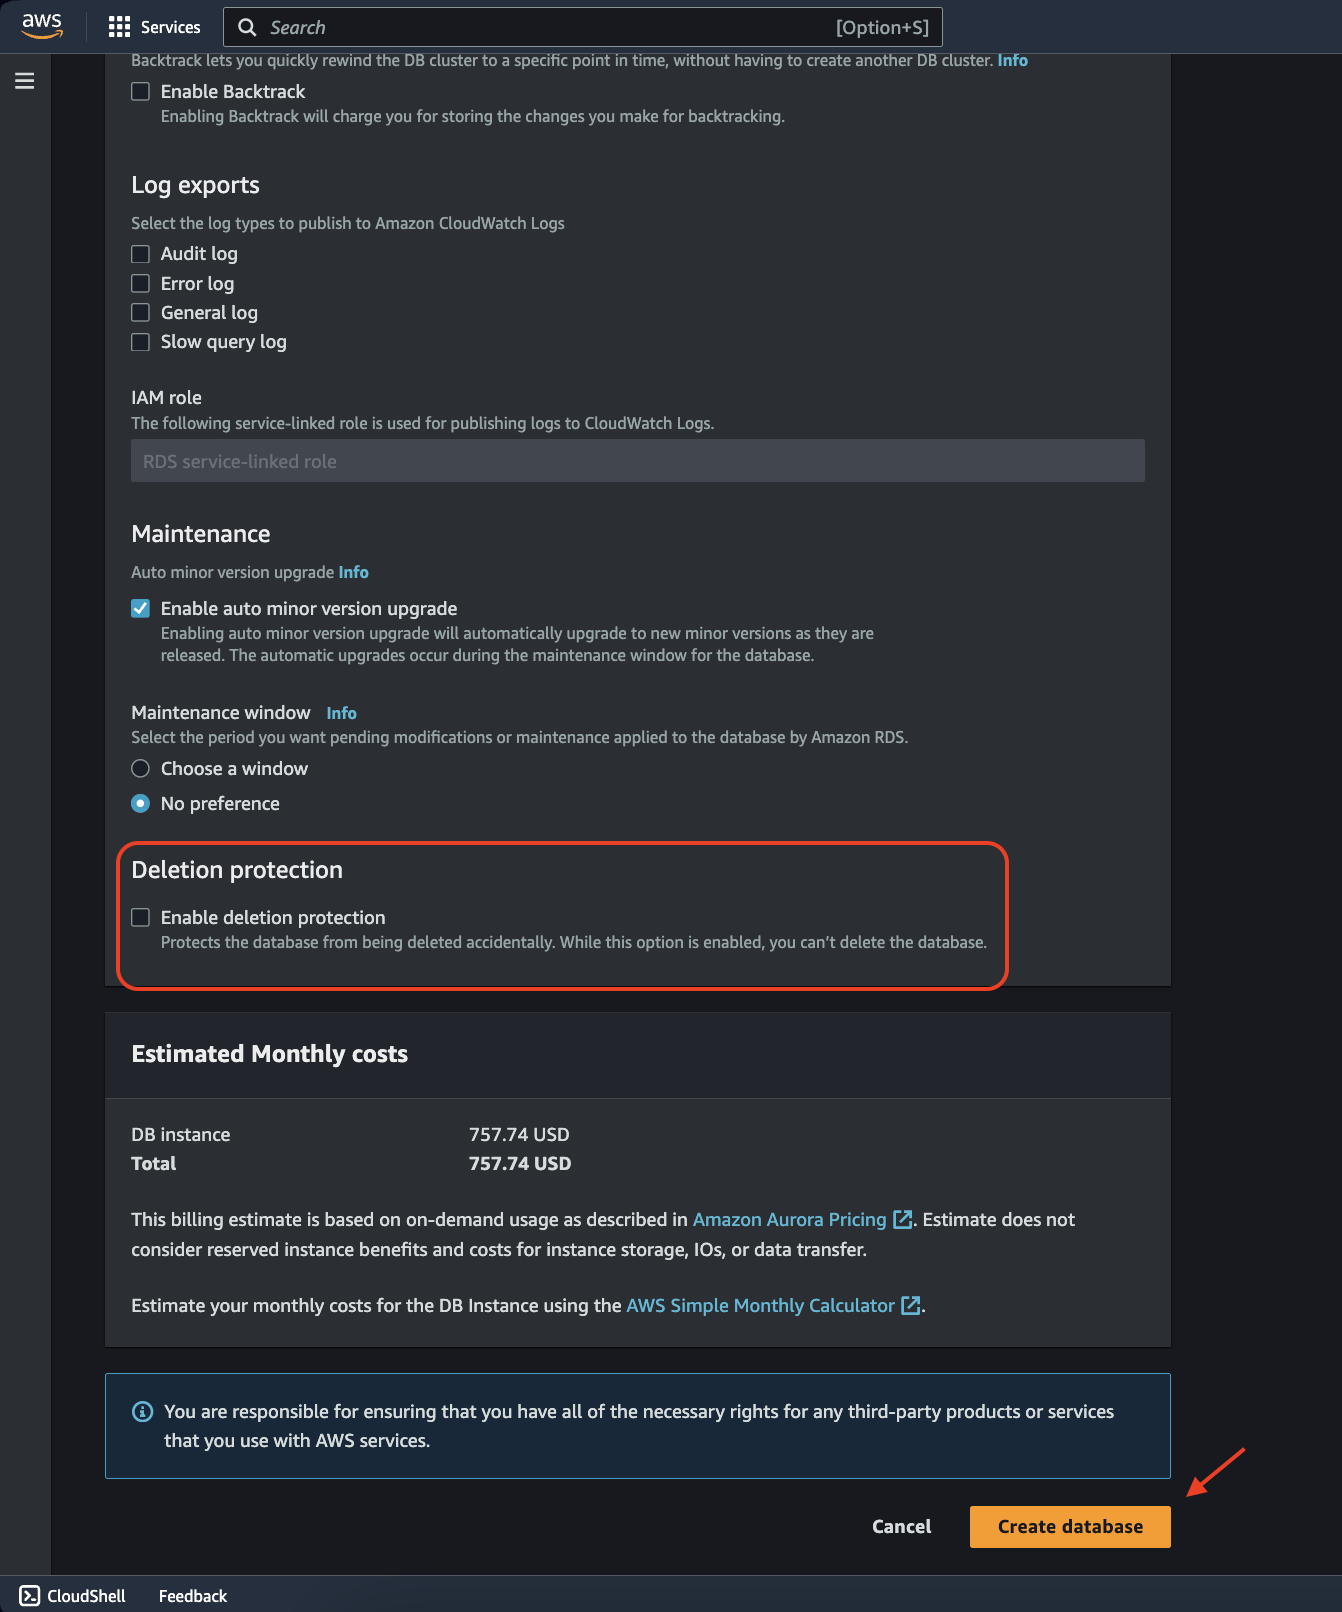 aws
Services
Search
[Option+S]
Backtrack lets you quickly rewind the DB cluster to a specific point in time, without having to create another DB cluster. Info
Enable Backtrack
Enabling Backtrack will charge you for storing the changes you make for backtracking.
Log exports
Select the log types to publish to Amazon CloudWatch Logs
Audit log
Error log
General log
Slow query log
IAM role
The following service-linked role is used for publishing logs to CloudWatch Logs.
RDS service-linked role
Maintenance
Auto minor version upgrade Info
Enable auto minor version upgrade
Enabling auto minor version upgrade will automatically upgrade to new minor versions as they are
released. The automatic upgrades occur during the maintenance window for the database.
Maintenance window Info
Select the period you want pending modifications or maintenance applied to the database by Amazon RDS.
Choose a window
No preference
Deletion protection
Enable deletion protection
Protects the database from being deleted accidentally. While this option is enabled, you can’t delete the database.
Estimated Monthly costs
DB instance 757.74 USD
Total 757.74 USD
This billing estimate is based on on-demand usage as described in Amazon Aurora Pricing. Estimate does not
consider reserved instance benefits and costs for instance storage, IOs, or data transfer.
Estimate your monthly costs for the DB Instance using the AWS Simple Monthly Calculator.
You are responsible for ensuring that you have all of the necessary rights for any third-party products or services
that you use with AWS services.
Cancel
Create database
CloudShell
Feedback